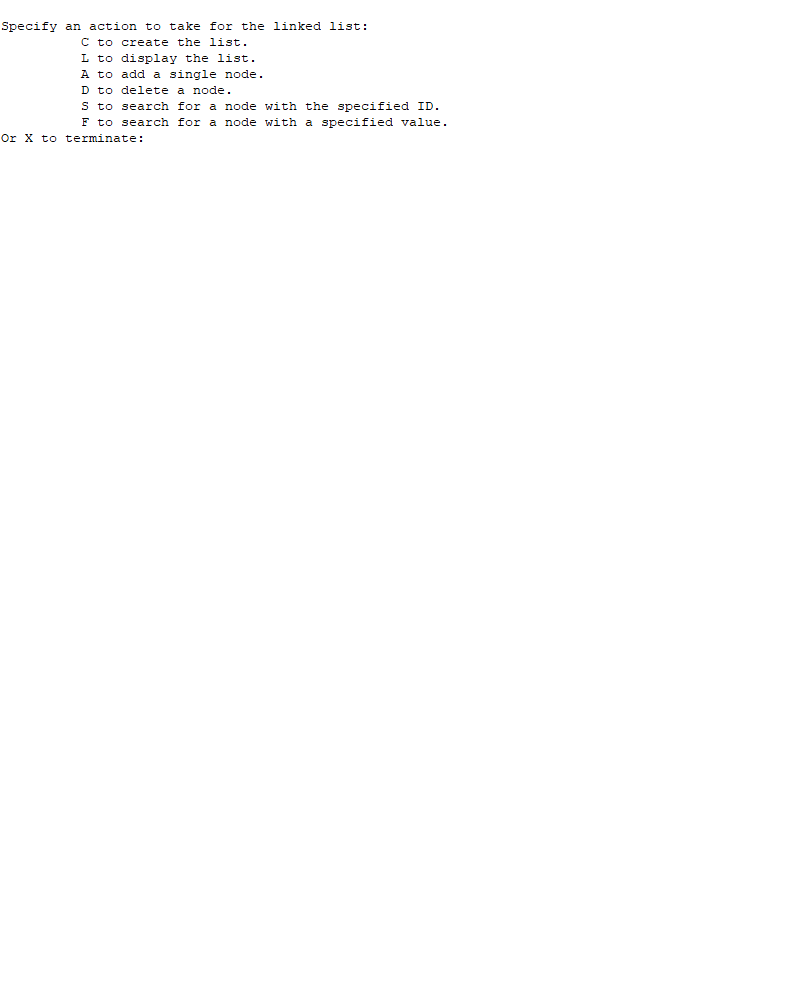 Specify an action to take for the linked list:
C to create the list.
L to display the list.
A to add a single node.
D to delete a node.
S to search for a node with the specified ID.
F to search for a node with a specified value.
Or X to terminate: